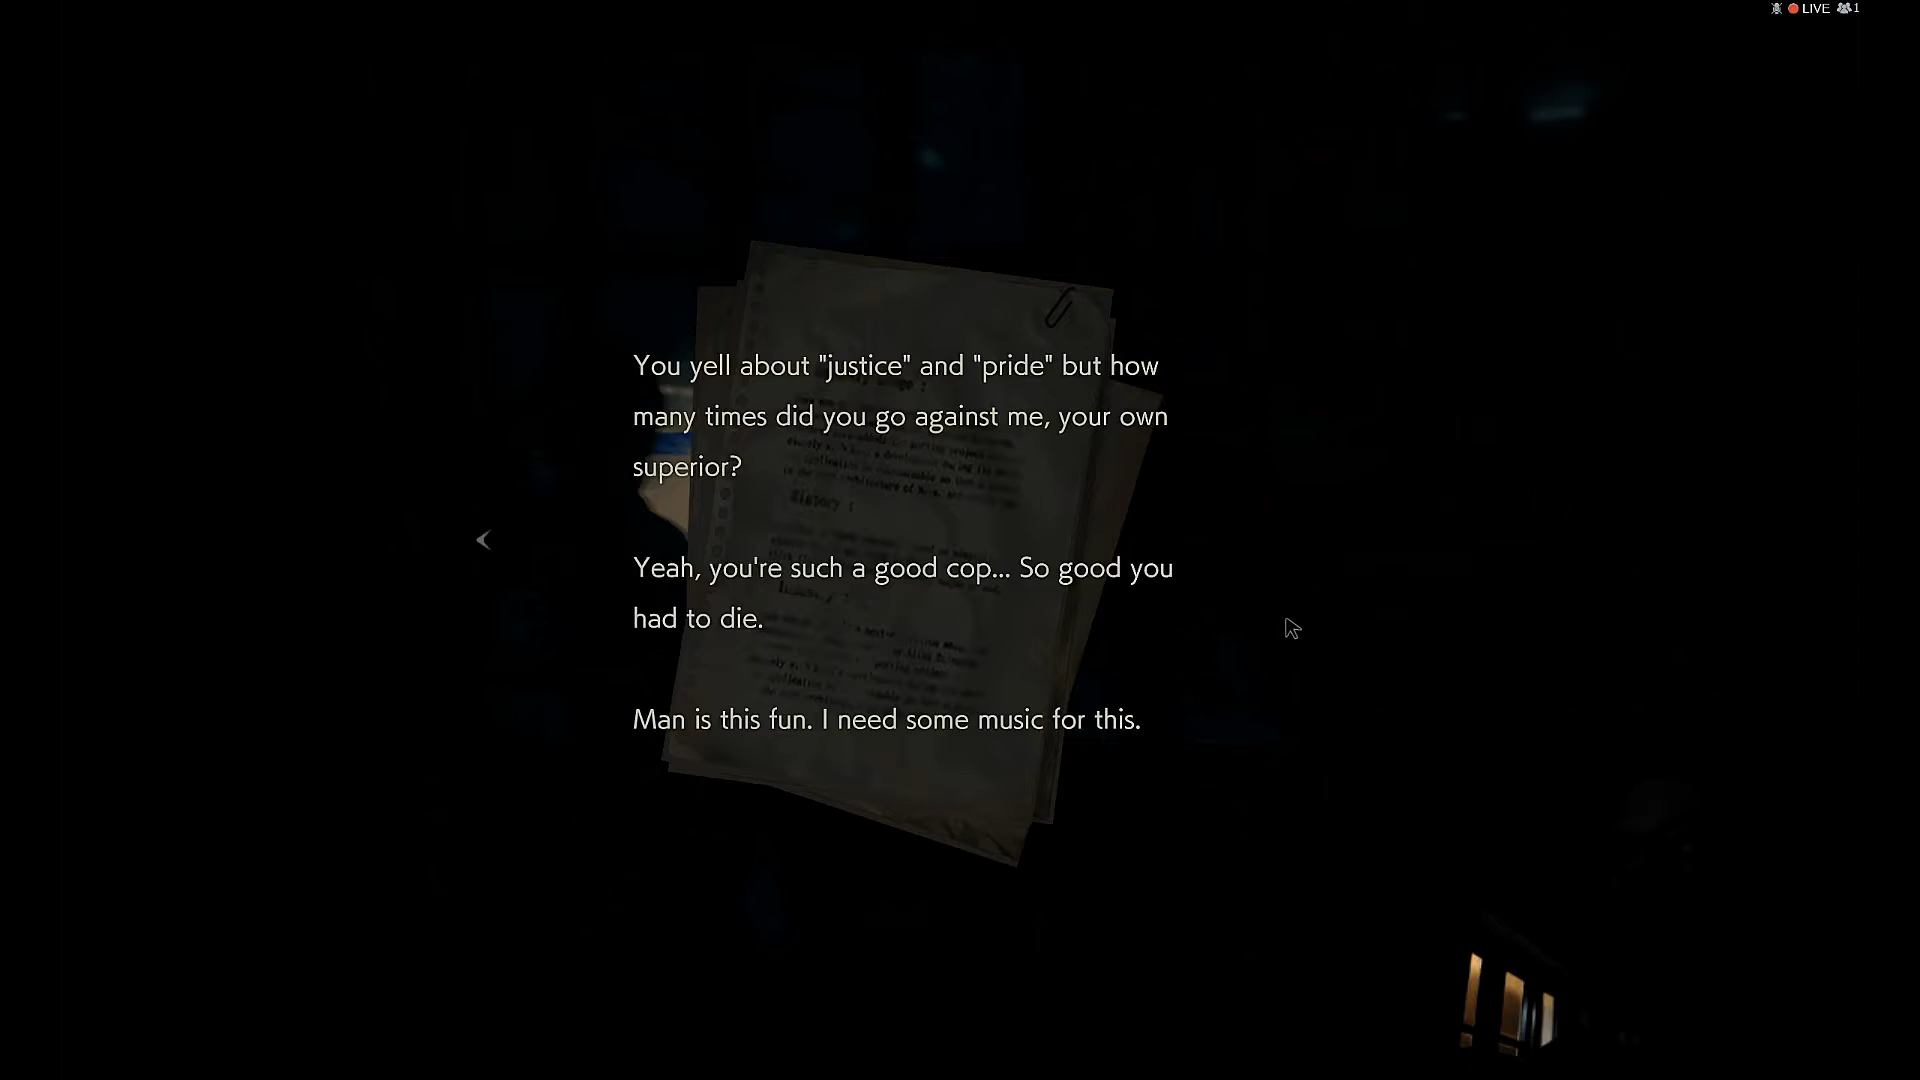 LIVE 1
You yell about "justice" and "pride" but how
many times did you go against me, your own
superior?
Yeah, you're such a good cop... So good you
had to die.
Man is this fun. I need some music for this.
History :